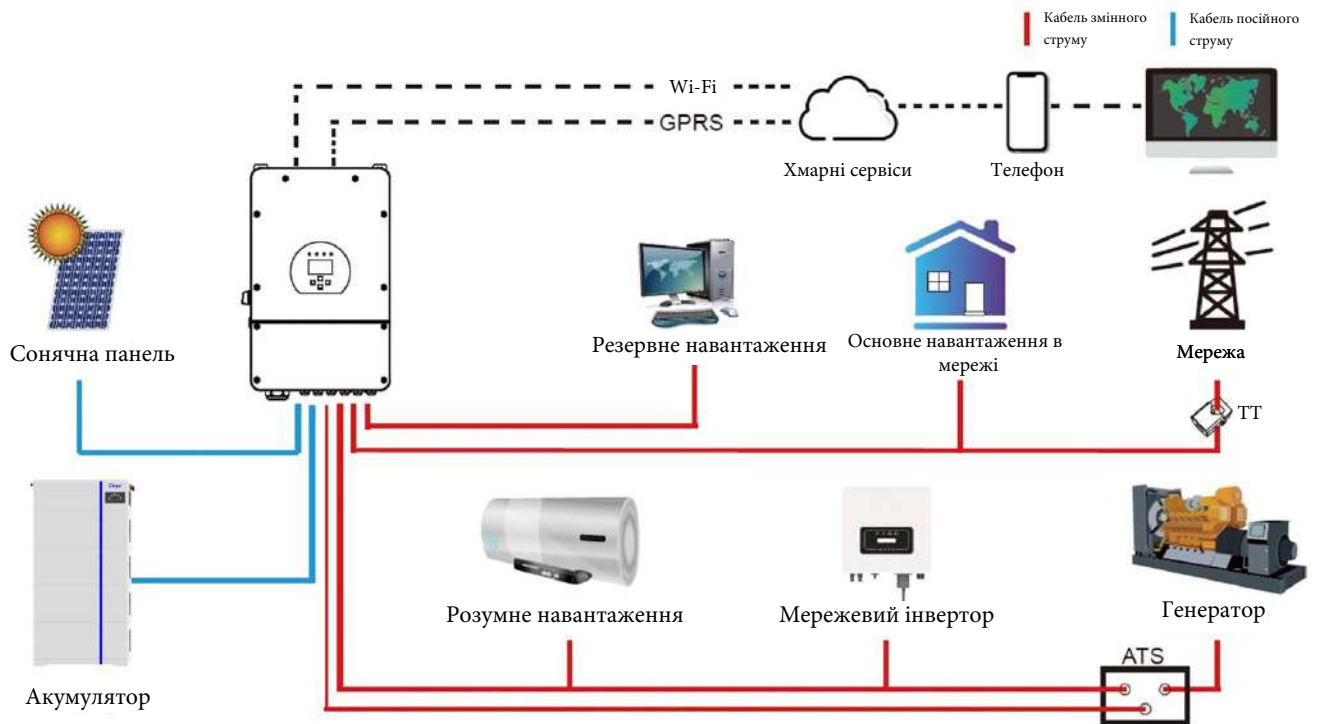 Кабель змінного
струму
Кабель посійного
струму
Wi-Fi
GPRS
Хмарні сервіси
Телефон
Сонячна панель
Резервне навантаження
Основне навантаження в
мережі
Мережа
ТТ
Deye
Розумне навантаження
Мережевий інвертор
Генератор
ATS
Акумулятор